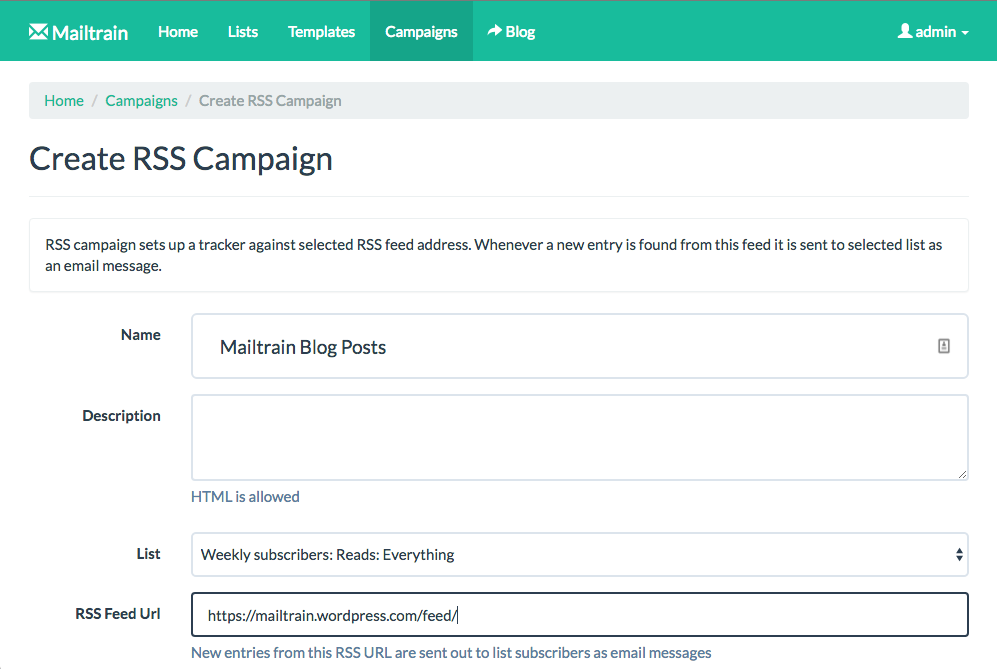 Mailtrain Home Lists Templates Campaigns Blog admin
Home / Campaigns / Create RSS Campaign
Create RSS Campaign
RSS campaign sets up a tracker against selected RSS feed address. Whenever a new entry is found from this feed it is sent to selected list as
an email message.
Name Mailtrain Blog Posts
Description
HTML is allowed
List Weekly subscribers: Reads: Everything
RSS Feed Url https://mailtrain.wordpress.com/feed/
New entries from this RSS URL are sent out to list subscribers as email messages